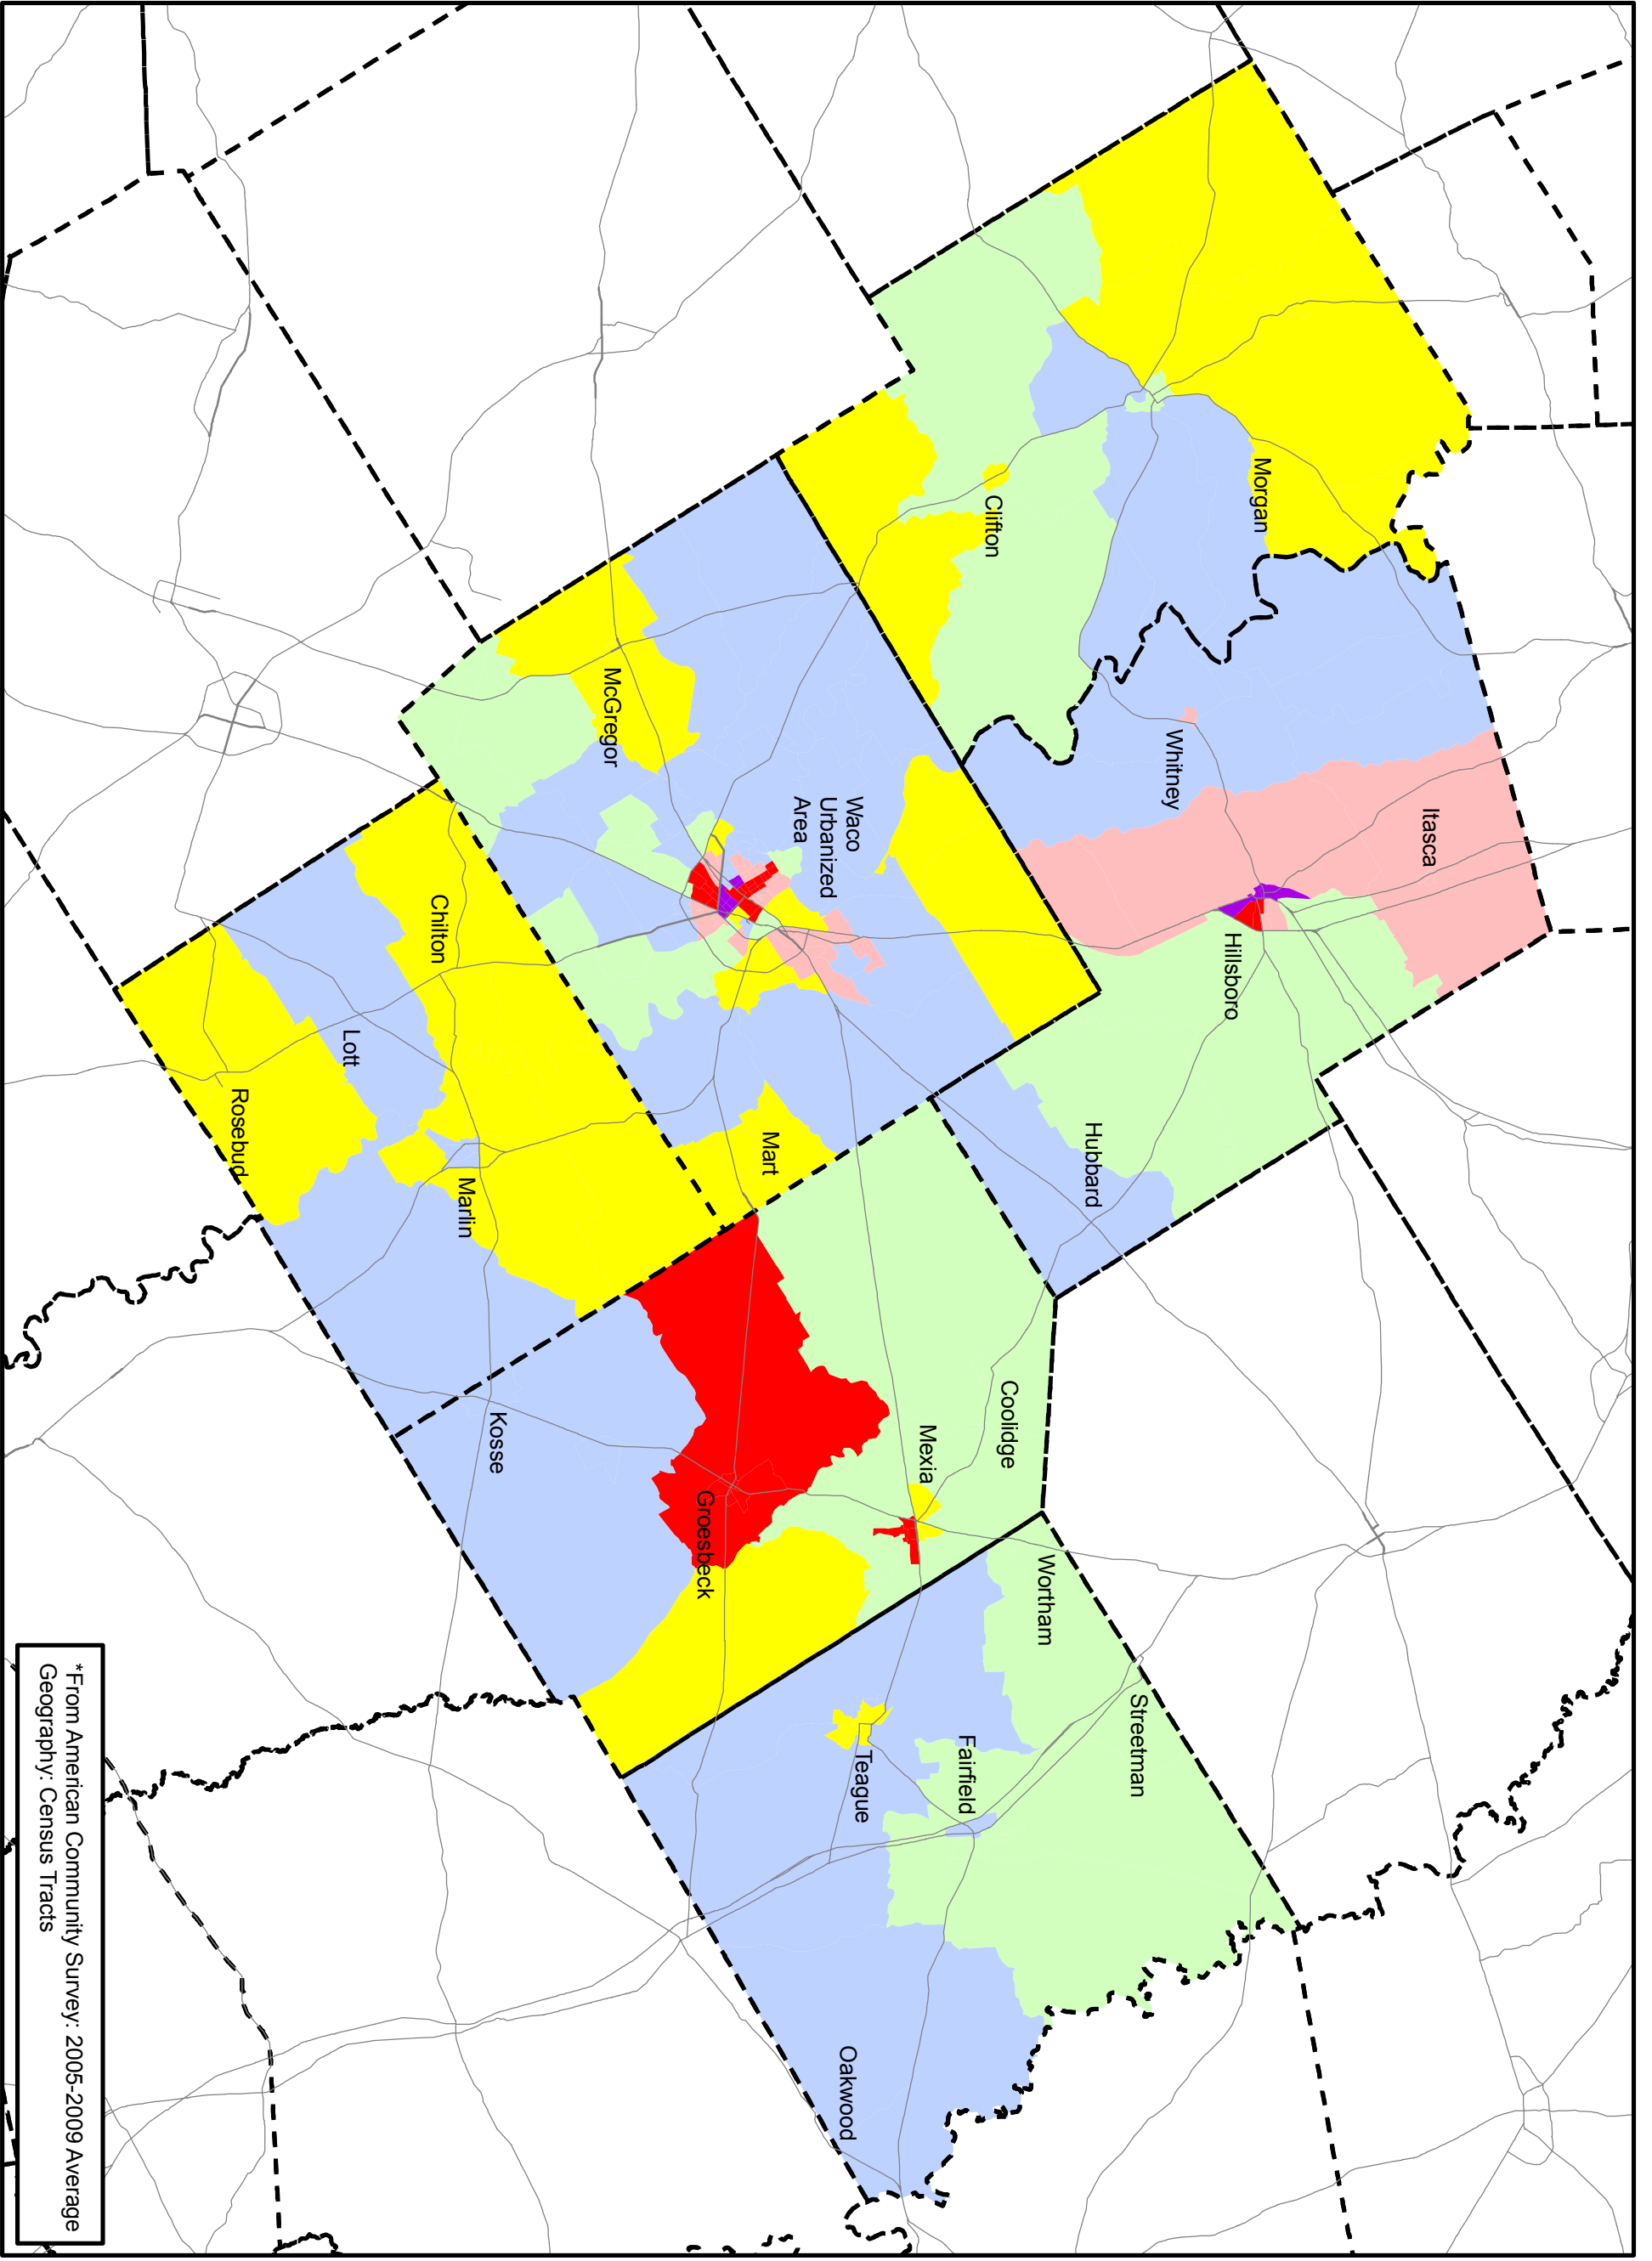 Itasca
Morgan
Whitney
Hillsboro
Hubbard
Clifton
Waco
Urbanized
Area
McGregor
Mart
Chilton
Lott
Marlin
Rosebud
Coolidge
Mexia
Wortham
Streetman
Fairfield
Teague
Groesbeck
Kosse
Oakwood
*From American Community Survey: 2005-2009 Average
Geography: Census Tracts